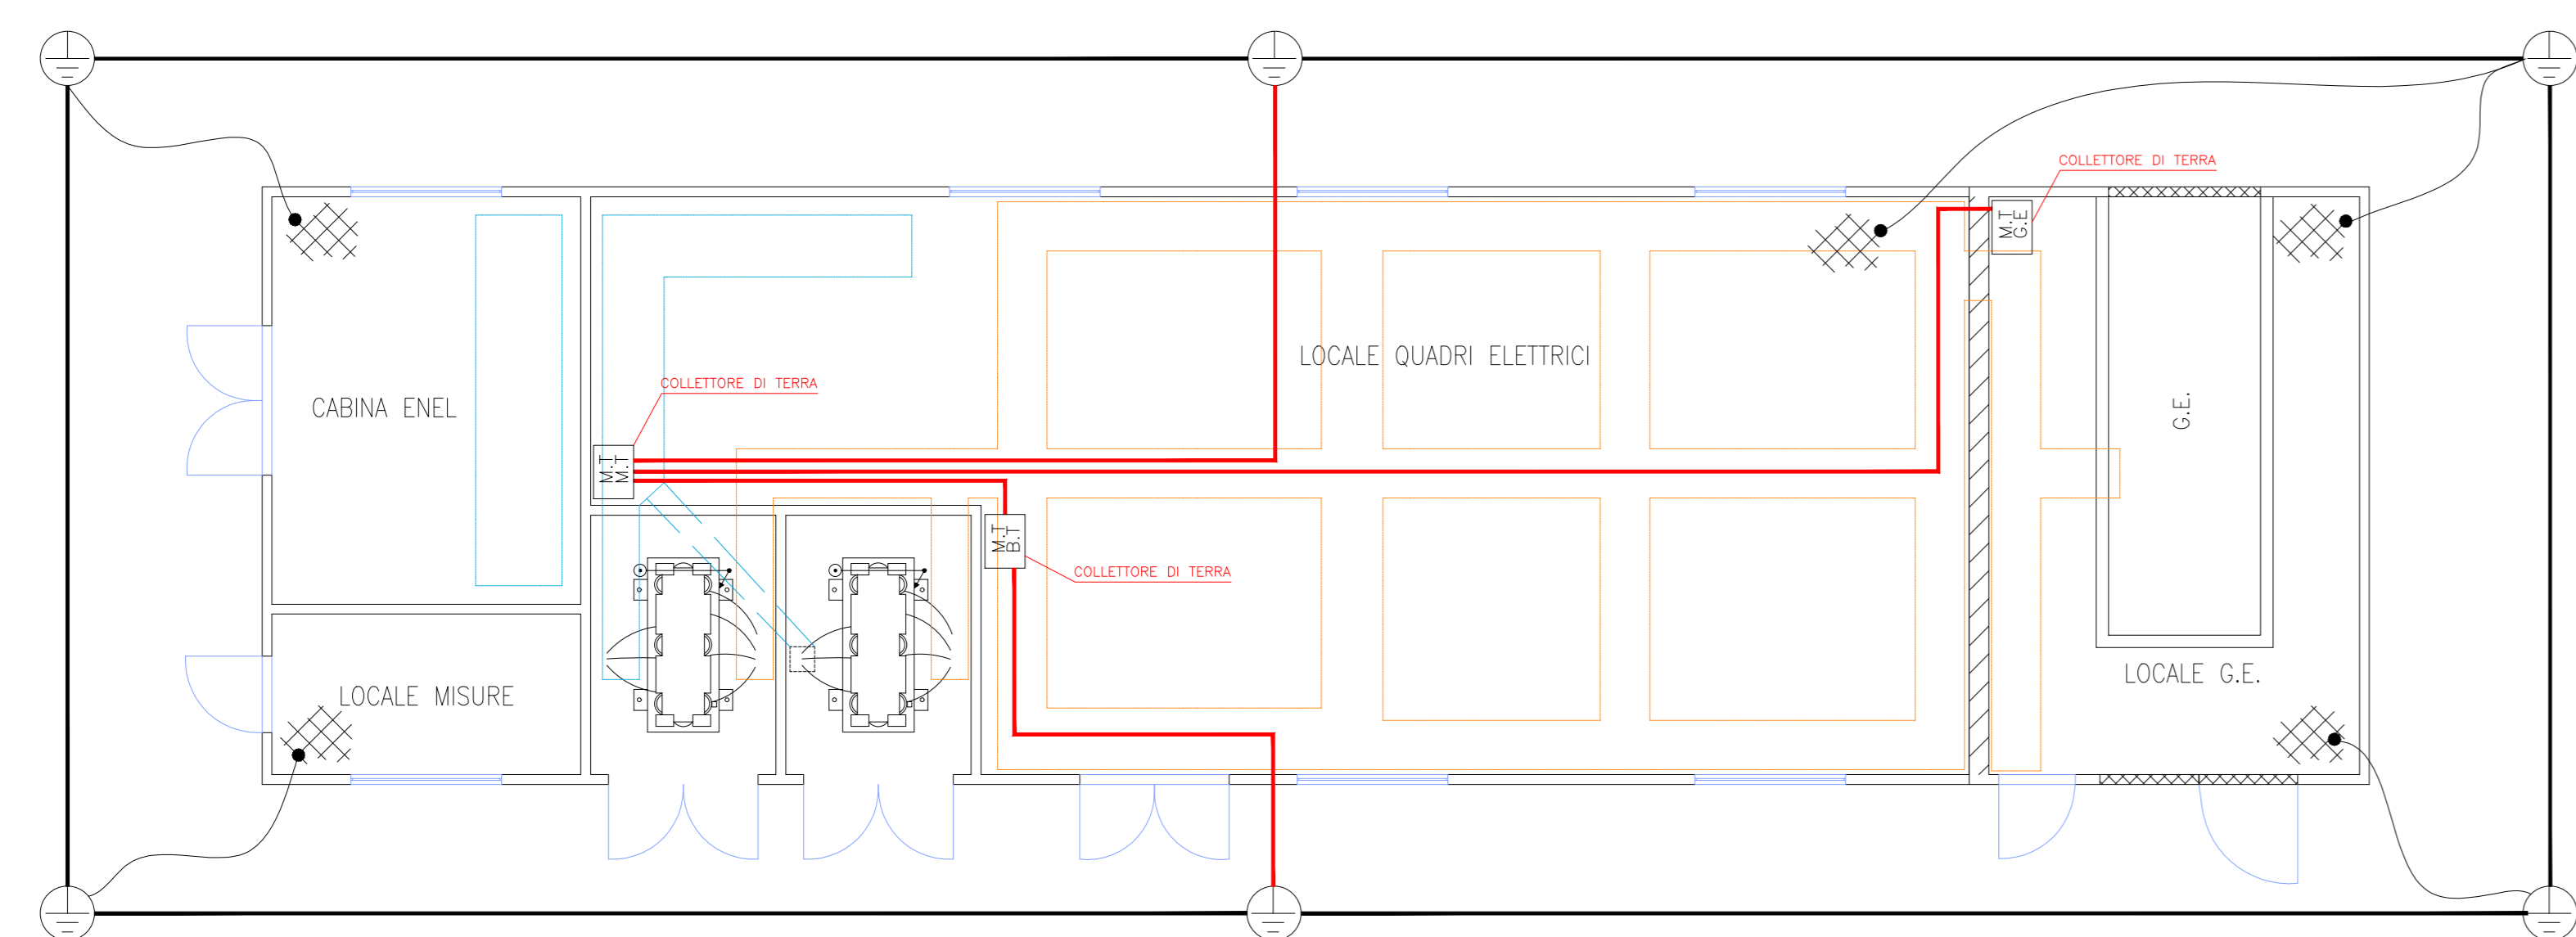 COLLETTORE DI TERRA
M.T
G.E
LOCALE QUADRI ELETTRICI
COLLETTORE DI TERRA
CABINA ENEL
G.E.
M.T
M.T
M.T
B.T
COLLETTORE DI TERRA
LOCALE G.E.
LOCALE MISURE